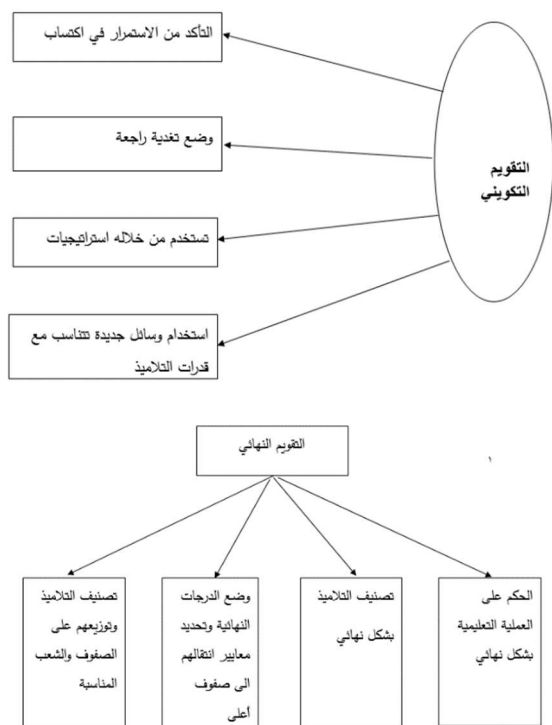 التأكد من الاستمرار في اكتساب
وضع تغدية راجعة
التقويم
التكويني
تستخدم من خلاله استراتيجيات
استخدام وسائل جديدة تتناسب مع
قدرات التلاميذ
التقويم النهائي
١
الحكم على
العملية التعليمية
بشكل نهائي
تصنيف التلاميذ
بشكل نهائي
وضع الدرجات
النهائية وتحديد
معايير انتقالهم
الى صفوف
أعلى
تصنيف التلاميذ
وتوزيعهم على
الصفوف والشعب
المناسبة